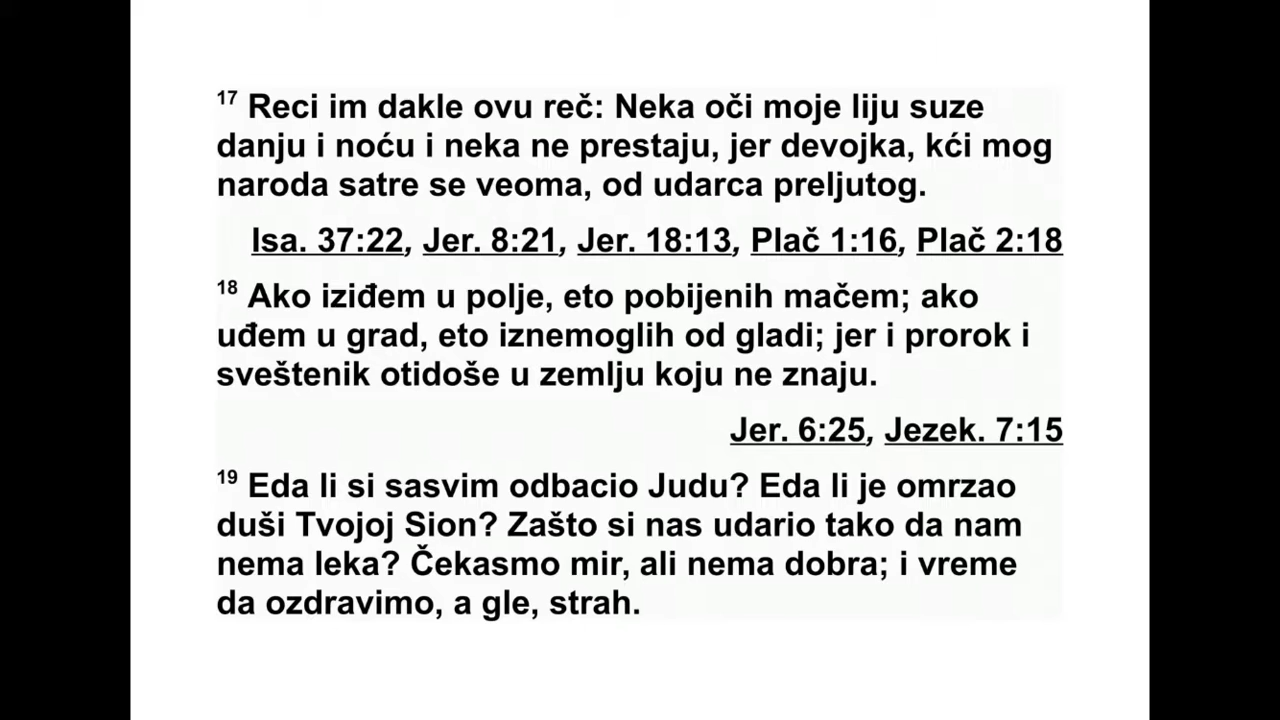 17 Reci im dakle ovu reč: Neka oči moje liju suze
danju i noću i neka ne prestaju, jer devojka, kći mog
naroda satre se veoma, od udarca preljutog.
Isa. 37:22, Jer. 8:21, Jer. 18:13, Plač 1:16, Plač 2:18
18 Ako iziđem u polje, eto pobijenih mačem; ako
uđem u grad, eto iznemoglih od gladi; jer i prorok i
sveštenik otidoše u zemlju koju ne znaju.
Jer. 6:25, Jezek. 7:15
19 Eda li si sasvim odbacio Judu? Eda li je omrzao
duši Tvojoj Sion? Zašto si nas udario tako da nam
nema leka? Čekasmo mir, ali nema dobra; i vreme
da ozdravimo, a gle, strah.